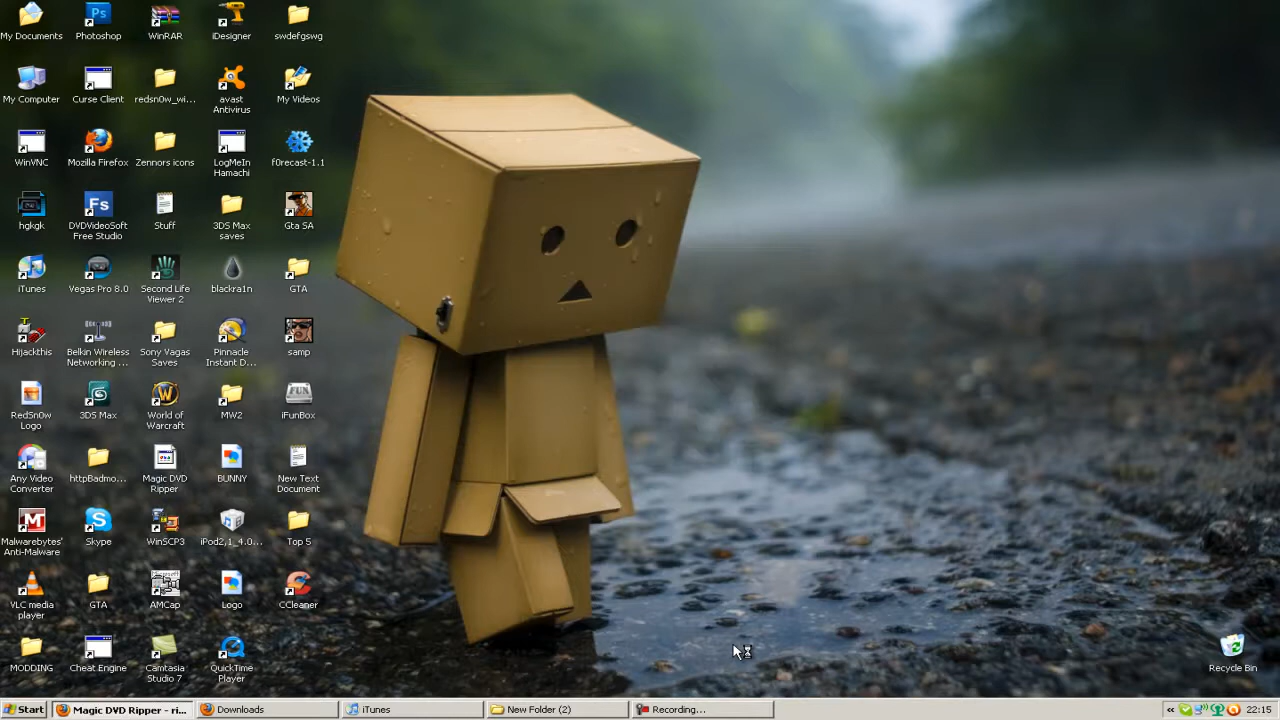 My Documents
Photoshop
WinRAR
iDesigner
swdefgswg
My Computer
Curse Client
redsn0w_wi...
avast
Antivirus
My Videos
WinVNC
Mozilla Firefox
Zennors icons
LogMeIn
Hamachi
f0recast-1.1
hgkgk
DVDVideoSoft
Free Studio
Stuff
3DS Max
saves
Gta SA
iTunes
Vegas Pro 8.0
Second Life
Viewer 2
blackra1n
GTA
Hijackthis
Belkin Wireless
Networking ...
Sony Vagas
Saves
Pinnacle
Instant D...
samp
RedSn0w
Logo
3DS Max
World of
Warcraft
MW2
iFunBox
Any Video
Converter
httpBadmo...
Magic DVD
Ripper
BUNNY
New Text
Document
Malwarebytes'
Anti-Malware
Skype
WinSCP3
iPod2,1_4.0...
Top 5
VLC media
player
GTA
AMCap
Logo
CCleaner
MODDING
Cheat Engine
Camtasia
Studio 7
QuickTime
Player
Recycle Bin
Start
Magic DVD Ripper - ri...
Downloads
iTunes
New Folder (2)
Recording...
22:15